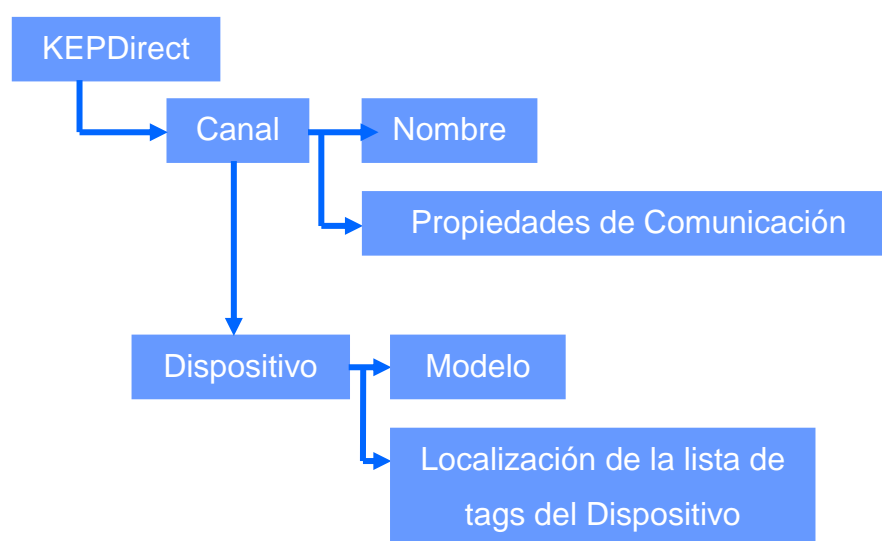 KEPDirect
Canal
Nombre
Propiedades de Comunicación
Dispositivo
Modelo
Localización de la lista de
tags del Dispositivo